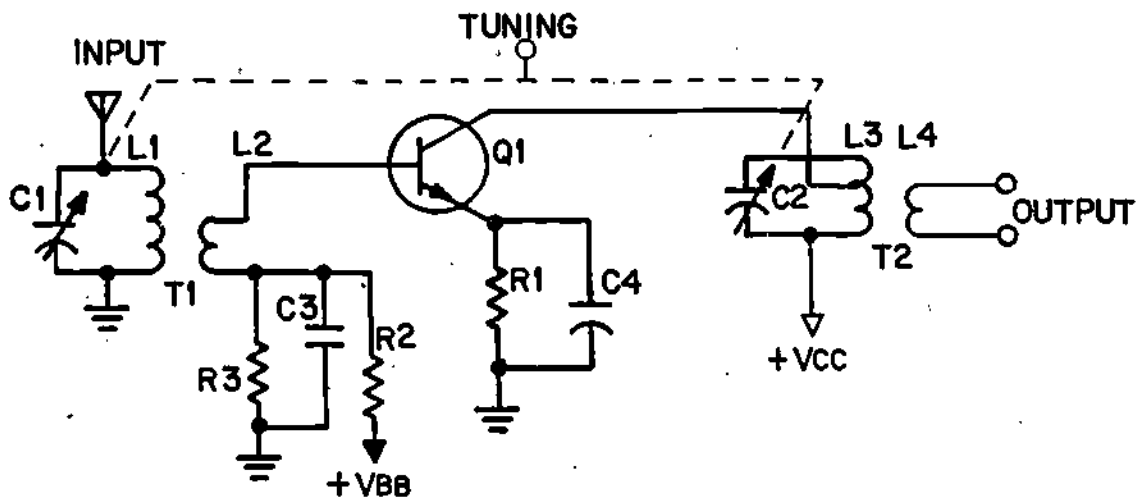 TUNING
INPUT
L1
L2
Q1
L3 L4
C1
C2
OUTPUT
T1
C3
R1
C4
T2
R2
R3
+VCC
+VBB